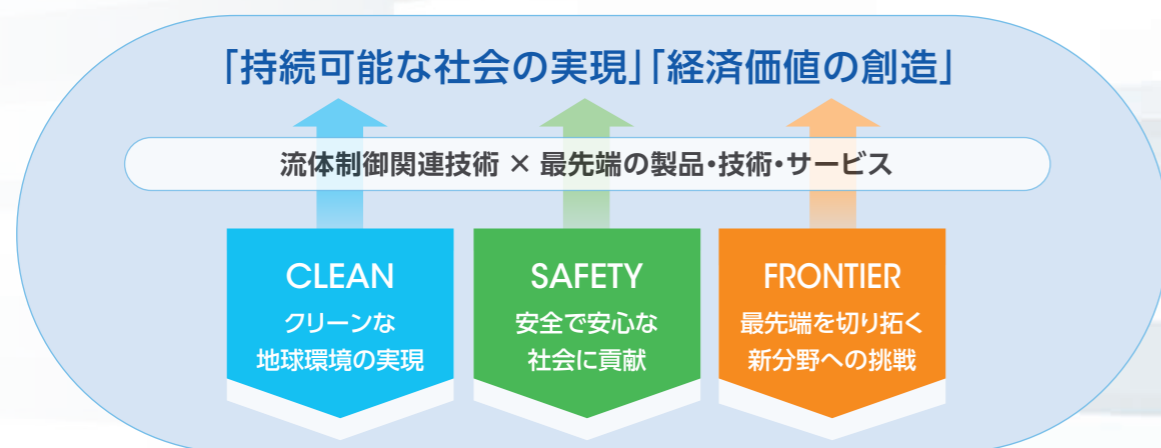 「持続可能な社会の実現」「経済価値の創造」
流体制御関連技術 × 最先端の製品・技術・サービス
CLEAN
クリーンな
地球環境の実現
SAFETY
安全で安心な
社会に貢献
FRONTIER
最先端を切り拓く
新分野への挑戦